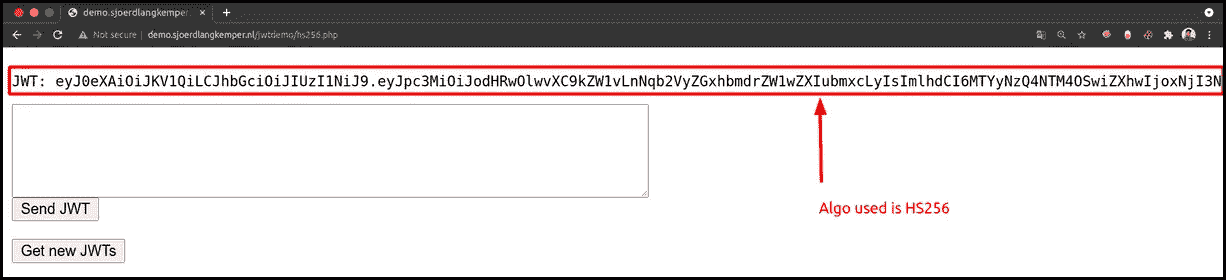 demo.sjoerdlangkemper.
Not secure | demo.sjoerdlangkemper.nl/jwtdemo/hs256.php
JWT: eyJ0eXAiOiJKV1QiLCJhbGciOiJIUzI1NiJ9.eyJpc3MiOiJodHRwOlwvXC9kZW1vLnNqb2VyZGxhbmdrZW1wZXIubmxcLyIsImlhdCI6MTYyNzQ4NTM4OSwiZXhwIjoxNjI3N
Send JWT
Algo used is HS256
Get new JWTs